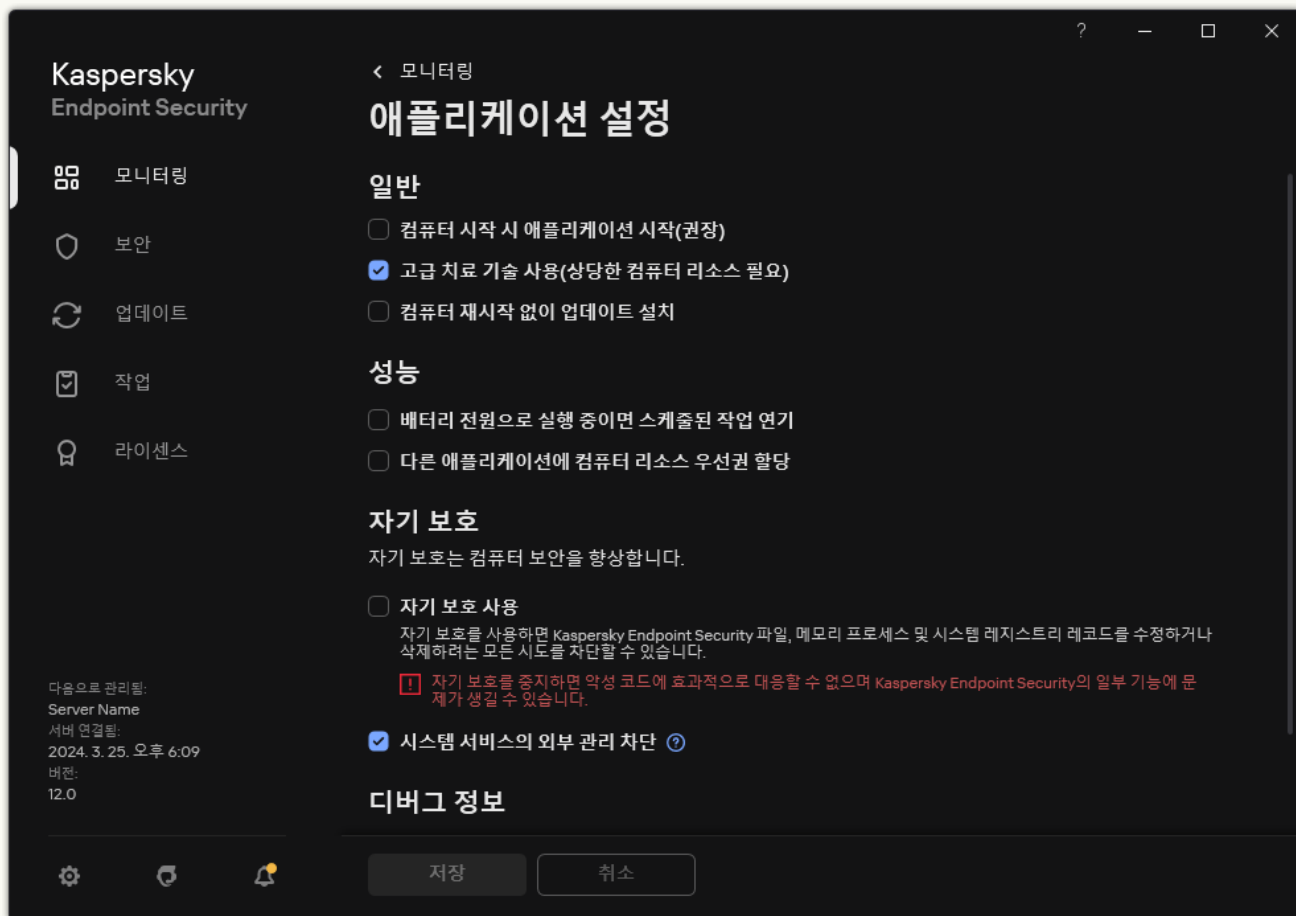 ?
Kaspersky
Endpoint Security
모니터링
보안
업데이트
작업
라이센스
다음으로 관리됨:
Server Name
서버 연결됨:
2024. 3. 25. 오후 6:09
버전:
12.0
모니터링
애플리케이션 설정
일반
컴퓨터 시작 시 애플리케이션 시작(권장)
고급 치료 기술 사용(상당한 컴퓨터 리소스 필요)
컴퓨터 재시작 없이 업데이트 설치
성능
배터리 전원으로 실행 중이면 스케줄된 작업 연기
다른 애플리케이션에 컴퓨터 리소스 우선권 할당
자기 보호
자기 보호는 컴퓨터 보안을 향상합니다.
자기 보호 사용
자기 보호를 사용하면 Kaspersky Endpoint Security 파일, 메모리 프로세스 및 시스템 레지스트리 레코드를 수정하거나
삭제하려는 모든 시도를 차단할 수 있습니다.
! 자기 보호를 중지하면 악성 코드에 효과적으로 대응할 수 없으며 Kaspersky Endpoint Security의 일부 기능에 문
제가 생길 수 있습니다.
시스템 서비스의 외부 관리 차단 ?
디버그 정보
저장
취소